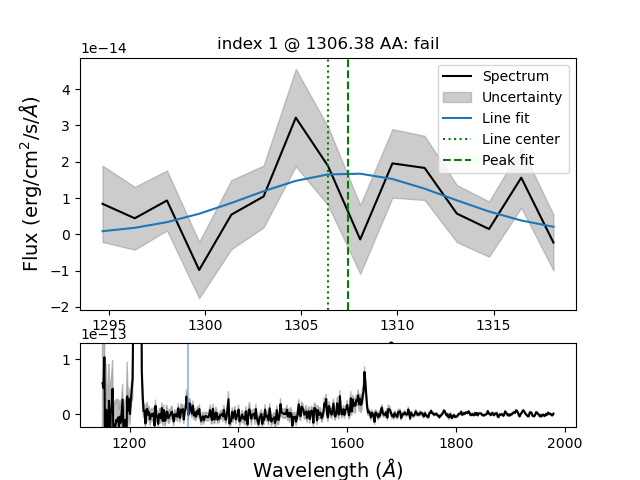 index 1 @ 1306.38 AA: fail
1e−14
Flux (erg/cm²/s/Å)
4
3
2
1
0
−1
−2
Spectrum
Uncertainty
Line fit
Line center
Peak fit
1295 1300 1305 1310 1315
1e−13
1
0
1200 1400 1600 1800 2000
Wavelength (Å)